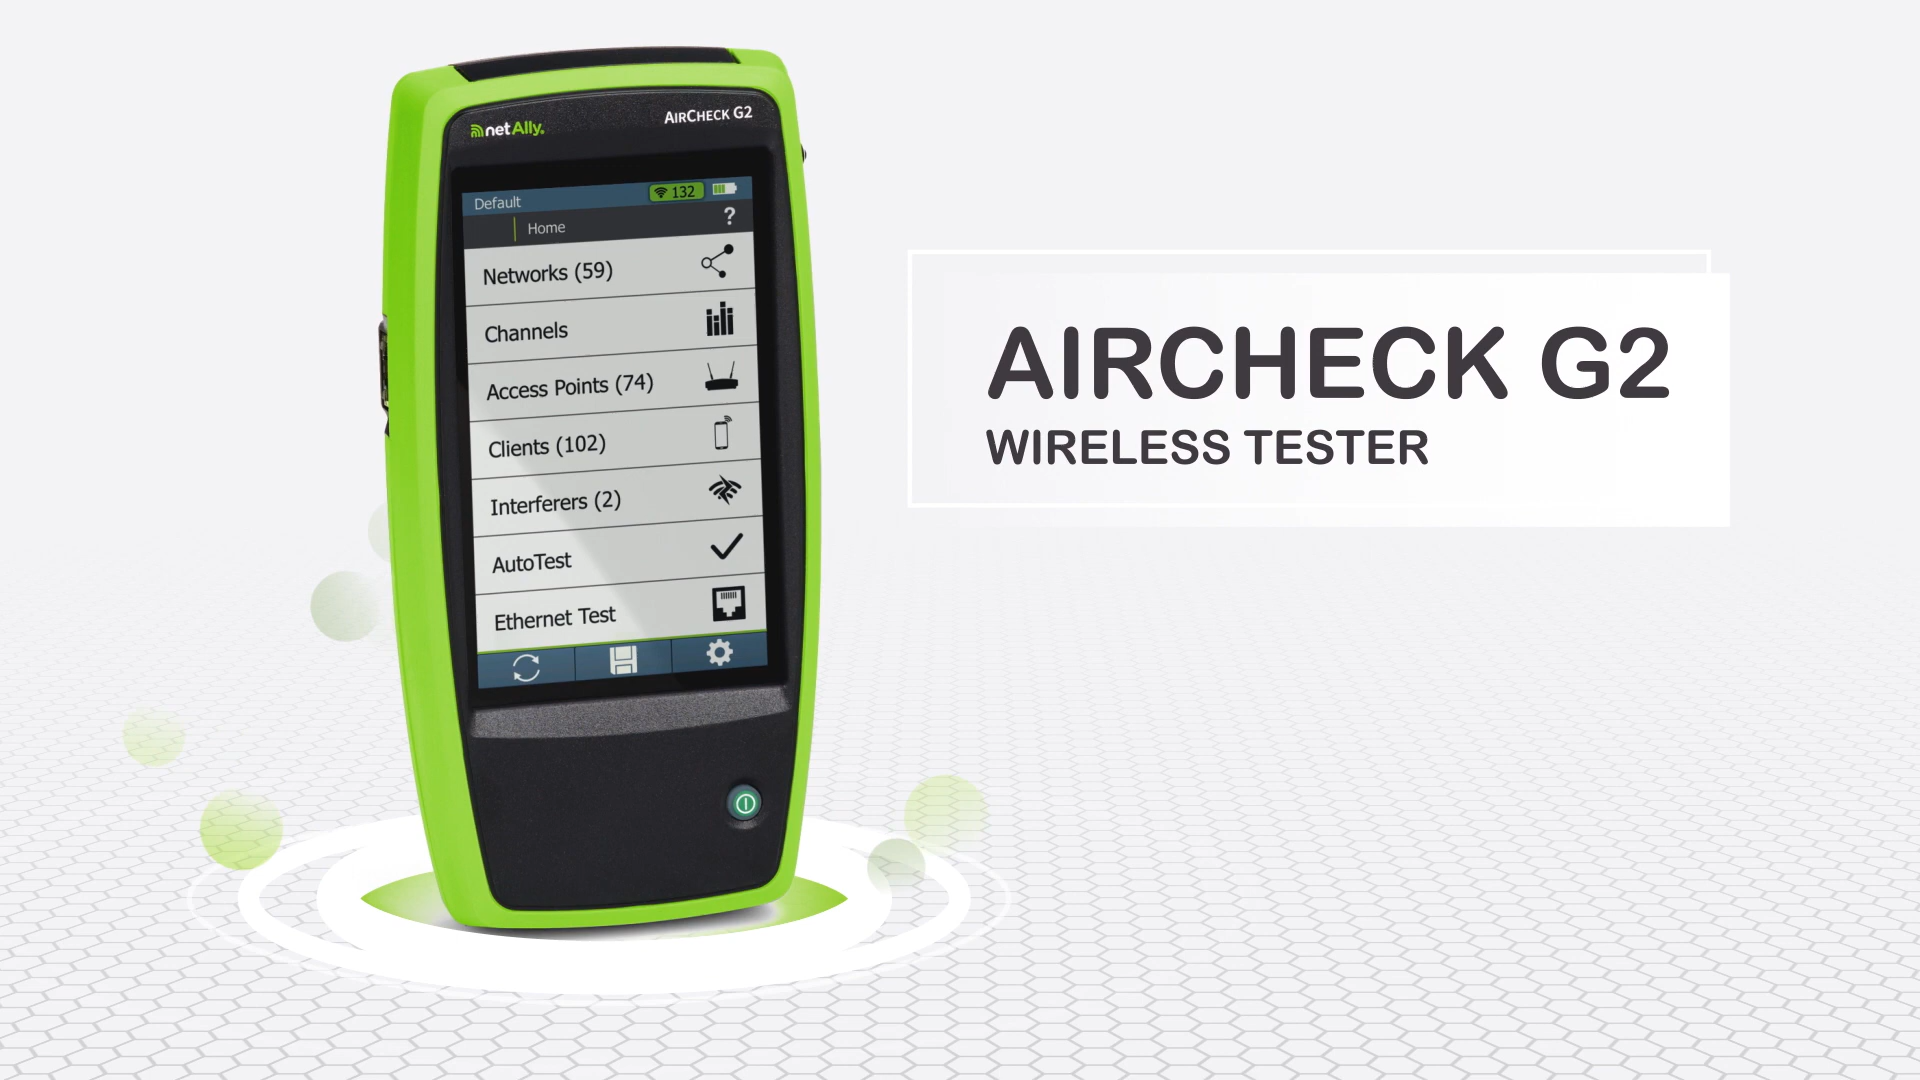 netAlly
AIRCHECK G2
Default
132
Home
?
Networks (59)
Channels
Access Points (74)
Clients (102)
Interferers (2)
AutoTest
Ethernet Test
AIRCHECK G2
WIRELESS TESTER